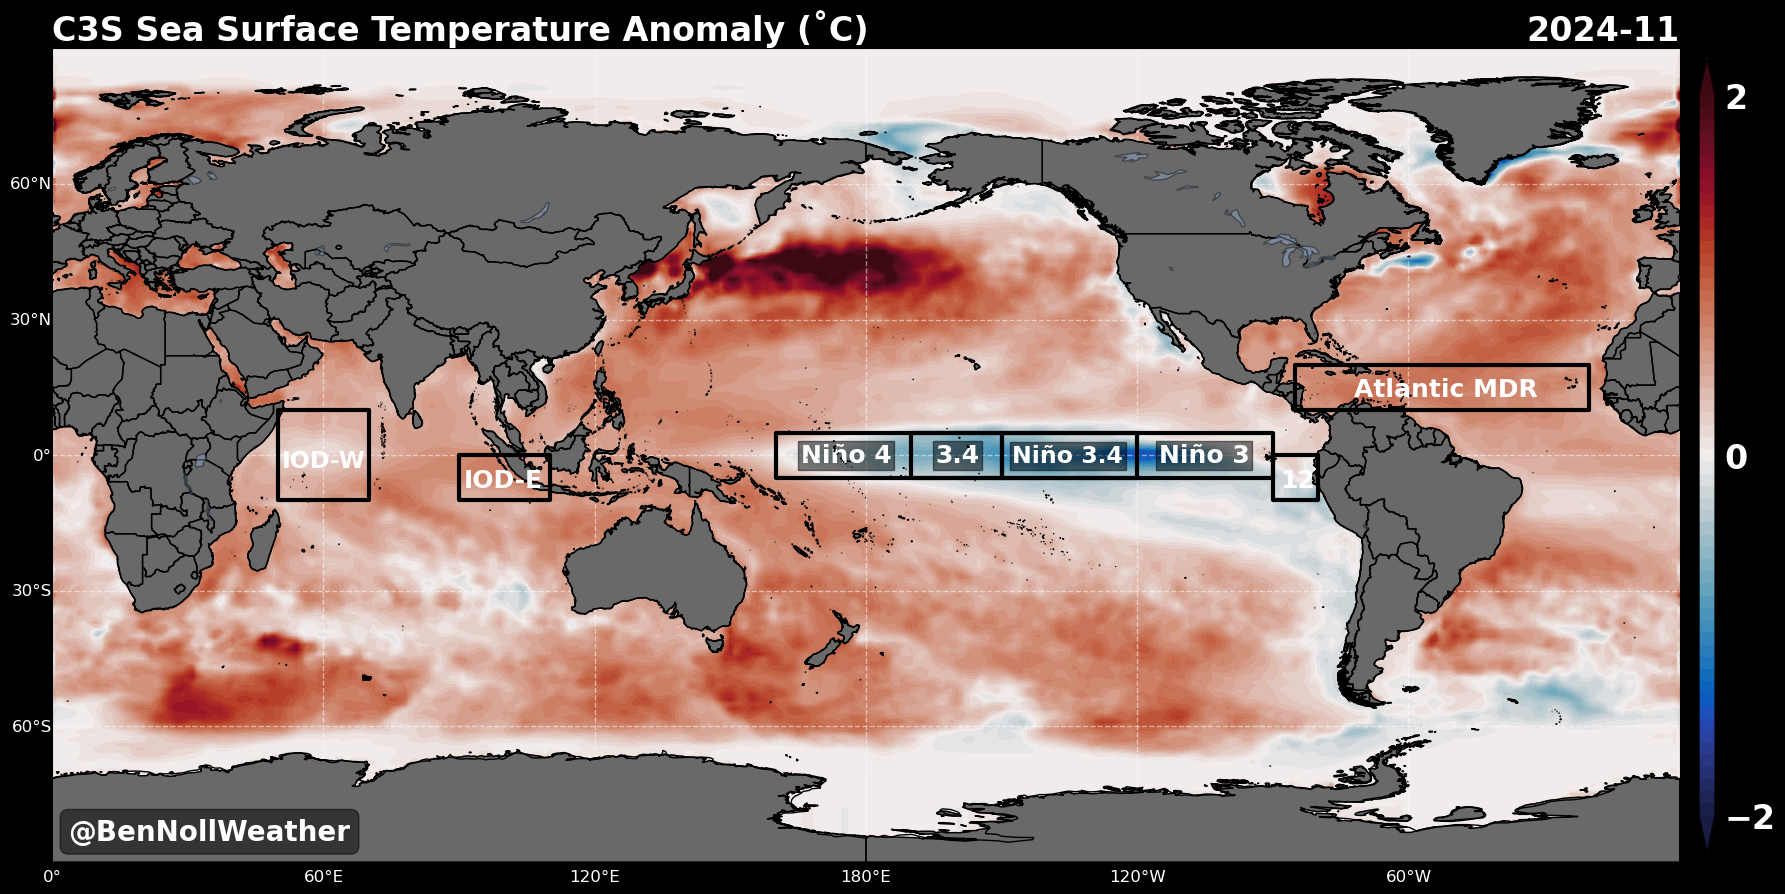 C3S Sea Surface Temperature Anomaly (˚C)
2024-11
2
0
−2
60°N
30°N
0°
30°S
60°S
Atlantic MDR
Niño 4
3.4
Niño 3.4
Niño 3
12
IOD-W
IOD-E
@BenNollWeather
0°
60°E
120°E
180°E
120°W
60°W